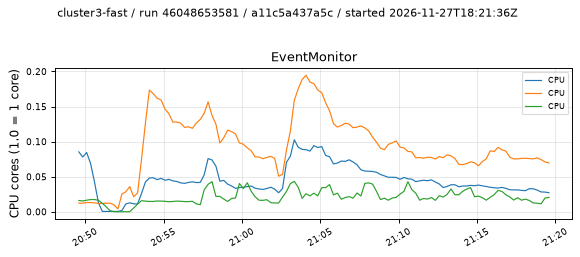 cluster3-fast / run 46048653581 / a11c5a437a5c / started 2026-11-27T18:21:36Z
EventMonitor
CPU cores (1.0 = 1 core)
0.20
0.15
0.10
0.05
0.00
CPU
CPU
CPU
20:50
20:55
21:00
21:05
21:10
21:15
21:20